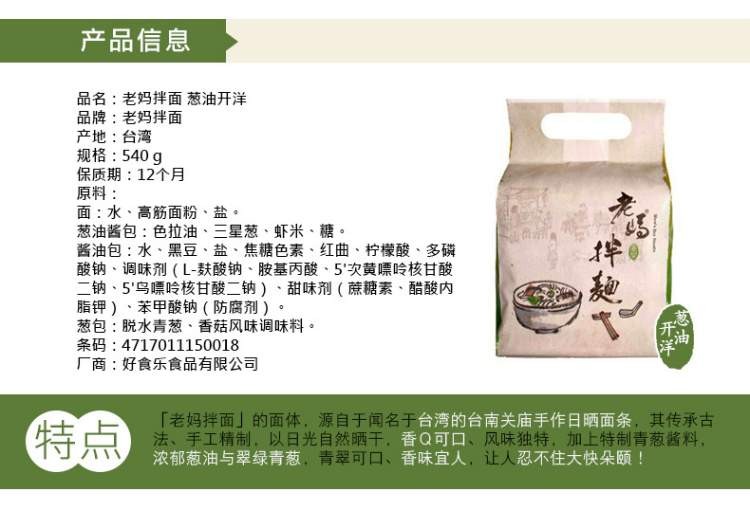 产品信息
品名：老妈拌面 葱油开洋
品牌：老妈拌面
产地：台湾
规格：540 g
保质期：12个月
原料：
面：水、高筋面粉、盐。
葱油酱包：色拉油、三星葱、虾米、糖。
酱油包：水、黑豆、盐、焦糖色素、红曲、柠檬酸、多磷
酸钠、调味剂（L-麸酸钠、胺基丙酸、5'次黄嘌呤核甘酸
二钠、5'鸟嘌呤核甘酸二钠）、甜味剂（蔗糖素、醋酸内
脂钾）、苯甲酸钠（防腐剂）。
葱包：脱水青葱、香菇风味调味料。
条码：4717011150018
厂商：好食乐食品有限公司
老媽
拌麵
葱油
开洋
特点
「老妈拌面」的面体，源自于闻名于台湾的台南关庙手作日晒面条，其传承古
法、手工精制，以日光自然晒干，香Q可口、风味独特，加上特制青葱酱料，
浓郁葱油与翠绿青葱，青翠可口、香味宜人，让人忍不住大快朵颐！